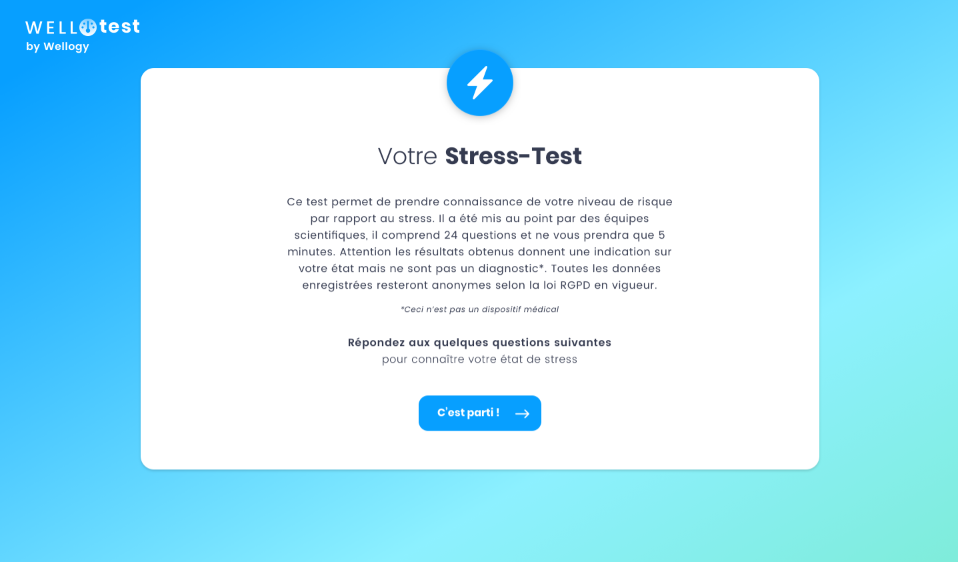 WELLOtest
by Wellogy
Votre Stress-Test
Ce test permet de prendre connaissance de votre niveau de risque
par rapport au stress. Il a été mis au point par des équipes
scientifiques, il comprend 24 questions et ne vous prendra que 5
minutes. Attention les résultats obtenus donnent une indication sur
votre état mais ne sont pas un diagnostic*. Toutes les données
enregistrées resteront anonymes selon la loi RGPD en vigueur.
*Ceci n'est pas un dispositif médical
Répondez aux quelques questions suivantes
pour connaître votre état de stress
C'est parti !